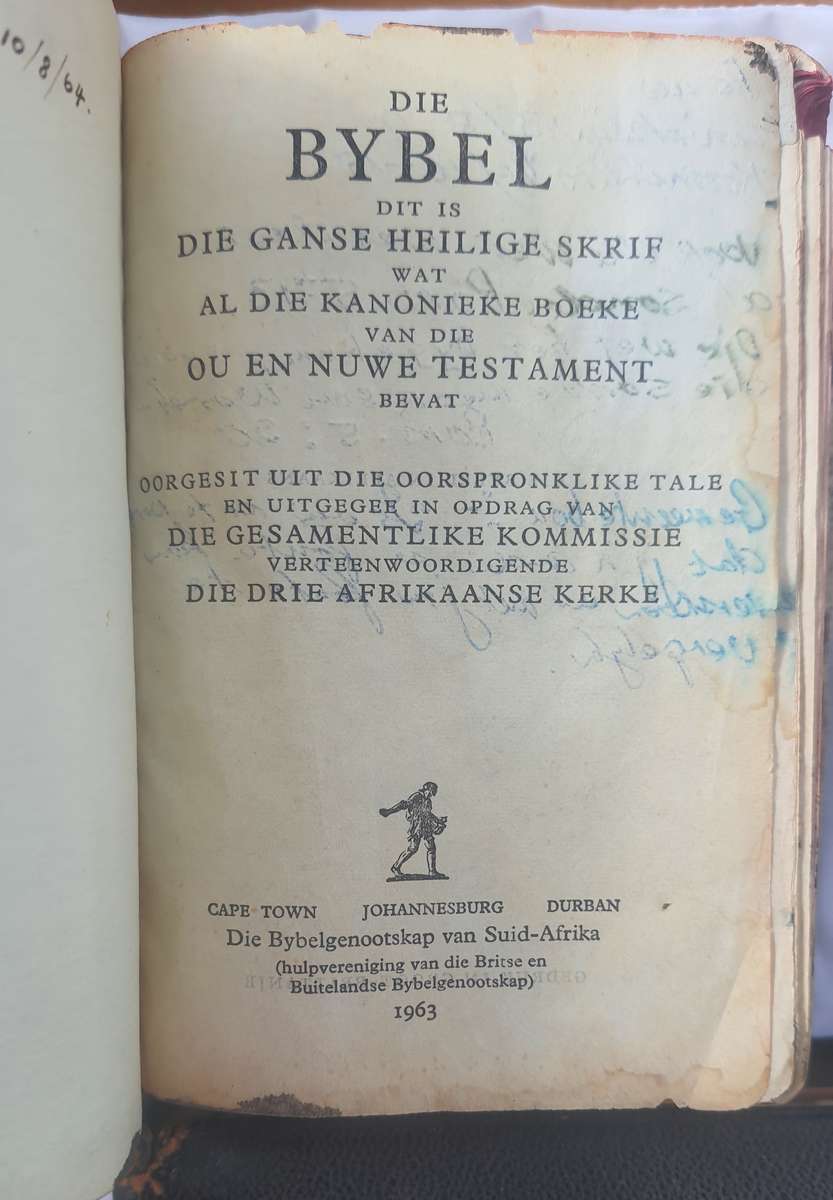 10/8/64.
DIE
BYBEL
DIT IS
DIE GANSE HEILIGE SKRIF
WAT
AL DIE KANONIEKE BOEKE
VAN DIE
OU EN NUWE TESTAMENT
BEVAT
OORGESIT UIT DIE OORSPRONKLIKE TALE
EN UITGEGEE IN OPDRAG VAN
DIE GESAMENTLIKE KOMMISSIE
VERTEENWOORDIGENDE
DIE DRIE AFRIKAANSE KERKE
CAPE TOWN JOHANNESBURG DURBAN
Die Bybelgenootskap van Suid-Afrika
(hulpvereniging van die Britse en
Buitelandse Bybelgenootskap)
1963